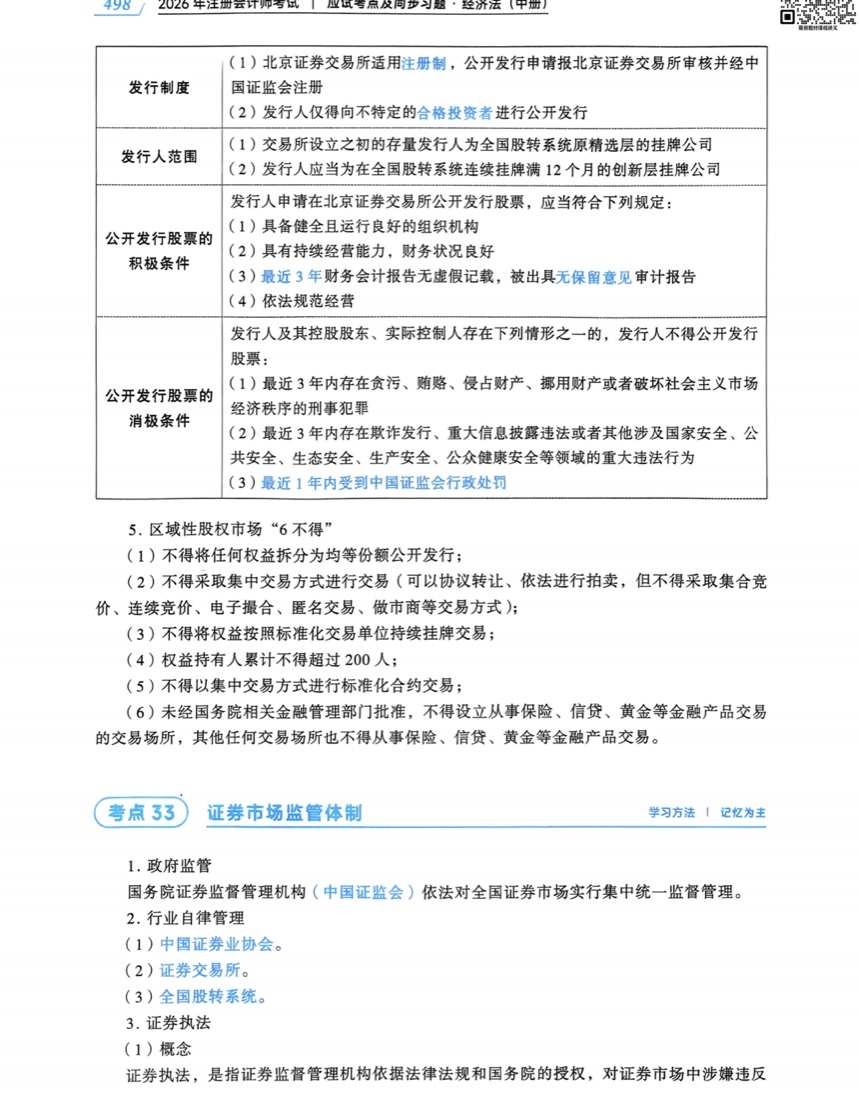 498
2026年注册会计师考试 | 应试考点及同步习题·经济法（中册）
发行制度
（1）北京证券交易所适用注册制，公开发行申请报北京证券交易所审核并经中
国证监会注册
（2）发行人仅得向不特定的合格投资者进行公开发行
发行人范围
（1）交易所设立之初的存量发行人为全国股转系统原精选层的挂牌公司
（2）发行人应当为在全国股转系统连续挂牌满12个月的创新层挂牌公司
公开发行股票的
积极条件
发行人申请在北京证券交易所公开发行股票，应当符合下列规定：
（1）具备健全且运行良好的组织机构
（2）具有持续经营能力，财务状况良好
（3）最近3年财务会计报告无虚假记载，被出具无保留意见审计报告
（4）依法规范经营
公开发行股票的
消极条件
发行人及其控股股东、实际控制人存在下列情形之一的，发行人不得公开发行
股票：
（1）最近3年内存在贪污、贿赂、侵占财产、挪用财产或者破坏社会主义市场
经济秩序的刑事犯罪
（2）最近3年内存在欺诈发行、重大信息披露违法或者其他涉及国家安全、公
共安全、生态安全、生产安全、公众健康安全等领域的重大违法行为
（3）最近1年内受到中国证监会行政处罚
5. 区域性股权市场“6不得”
（1）不得将任何权益拆分为均等份额公开发行；
（2）不得采取集中交易方式进行交易（可以协议转让、依法进行拍卖，但不得采取集合竞
价、连续竞价、电子撮合、匿名交易、做市商等交易方式）；
（3）不得将权益按照标准化交易单位持续挂牌交易；
（4）权益持有人累计不得超过200人；
（5）不得以集中交易方式进行标准化合约交易；
（6）未经国务院相关金融管理部门批准，不得设立从事保险、信贷、黄金等金融产品交易
的交易场所，其他任何交易场所也不得从事保险、信贷、黄金等金融产品交易。
考点33 证券市场监管体制 学习方法 | 记忆为主
1. 政府监管
国务院证券监督管理机构（中国证监会）依法对全国证券市场实行集中统一监督管理。
2. 行业自律管理
（1）中国证券业协会。
（2）证券交易所。
（3）全国股转系统。
3. 证券执法
（1）概念
证券执法，是指证券监督管理机构依据法律法规和国务院的授权，对证券市场中涉嫌违反